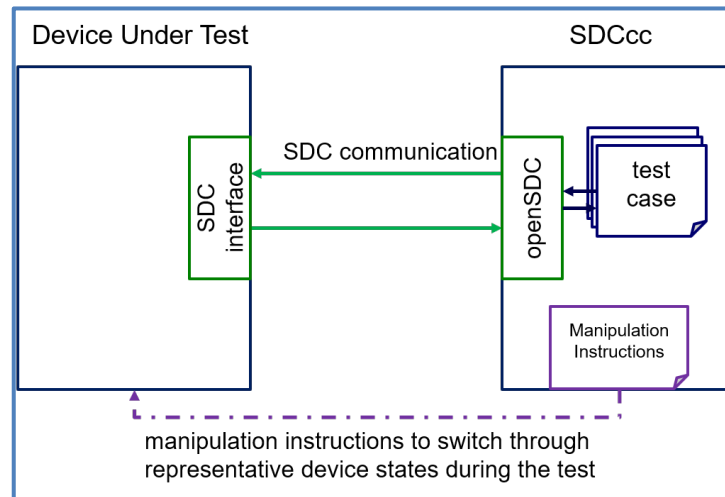 Device Under Test
SDCcc
SDC communication
SDC
interface
openSDC
test
case
Manipulation
Instructions
manipulation instructions to switch through
representative device states during the test